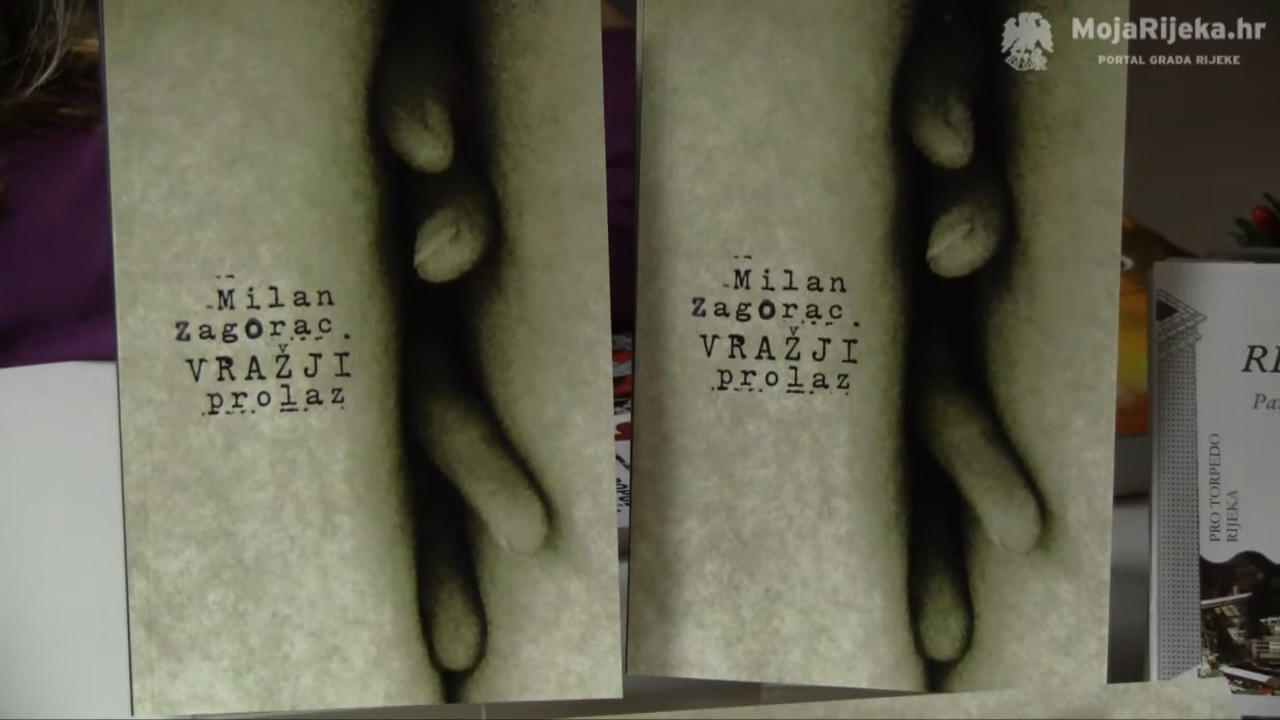 MojaRijeka.hr
PORTAL GRADA RIJEKE
Milan
Zagorac.
VRAŽJI
prolaz
Milan
Zagorac.
VRAŽJI
prolaz
PRO TORPEDO
RIJEKA